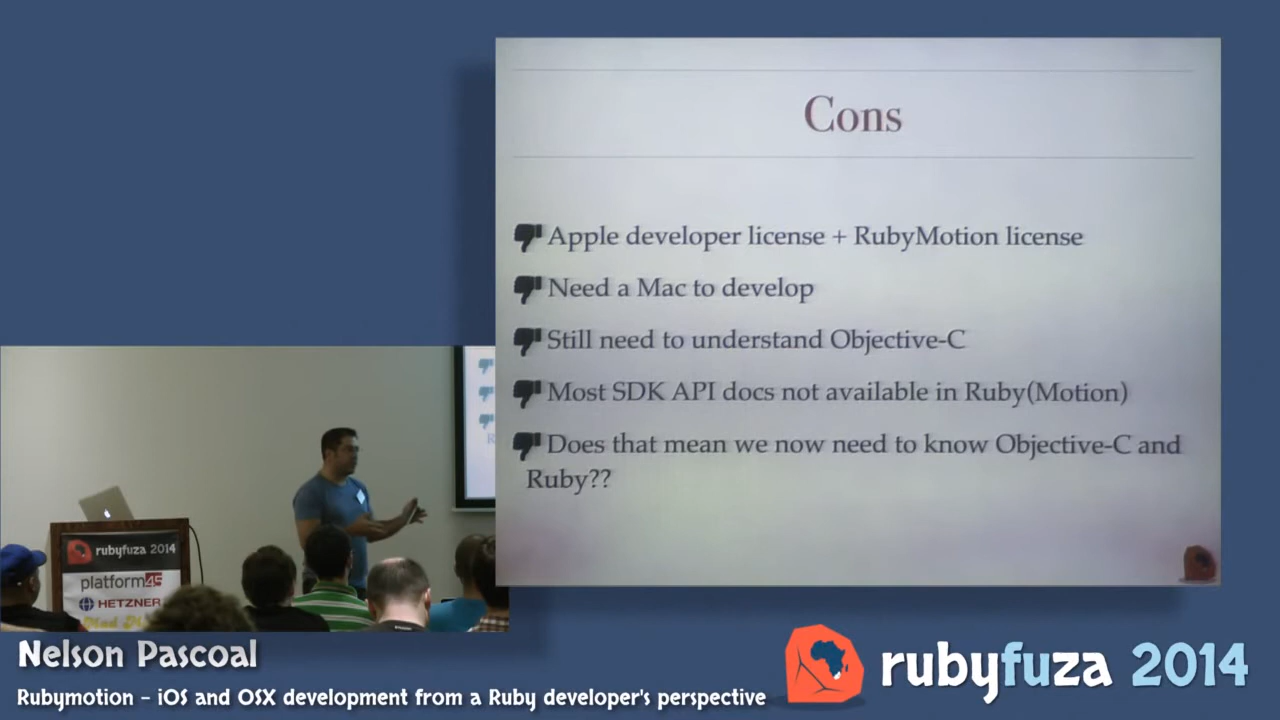 Cons
Apple developer license + RubyMotion license
Need a Mac to develop
Still need to understand Objective-C
Most SDK API docs not available in Ruby(Motion)
Does that mean we now need to know Objective-C and
Ruby??
rubyfuza 2014
platform45
HETZNER
Nelson Pascoal
Rubymotion - iOS and OSX development from a Ruby developer's perspective
rubyfuza 2014